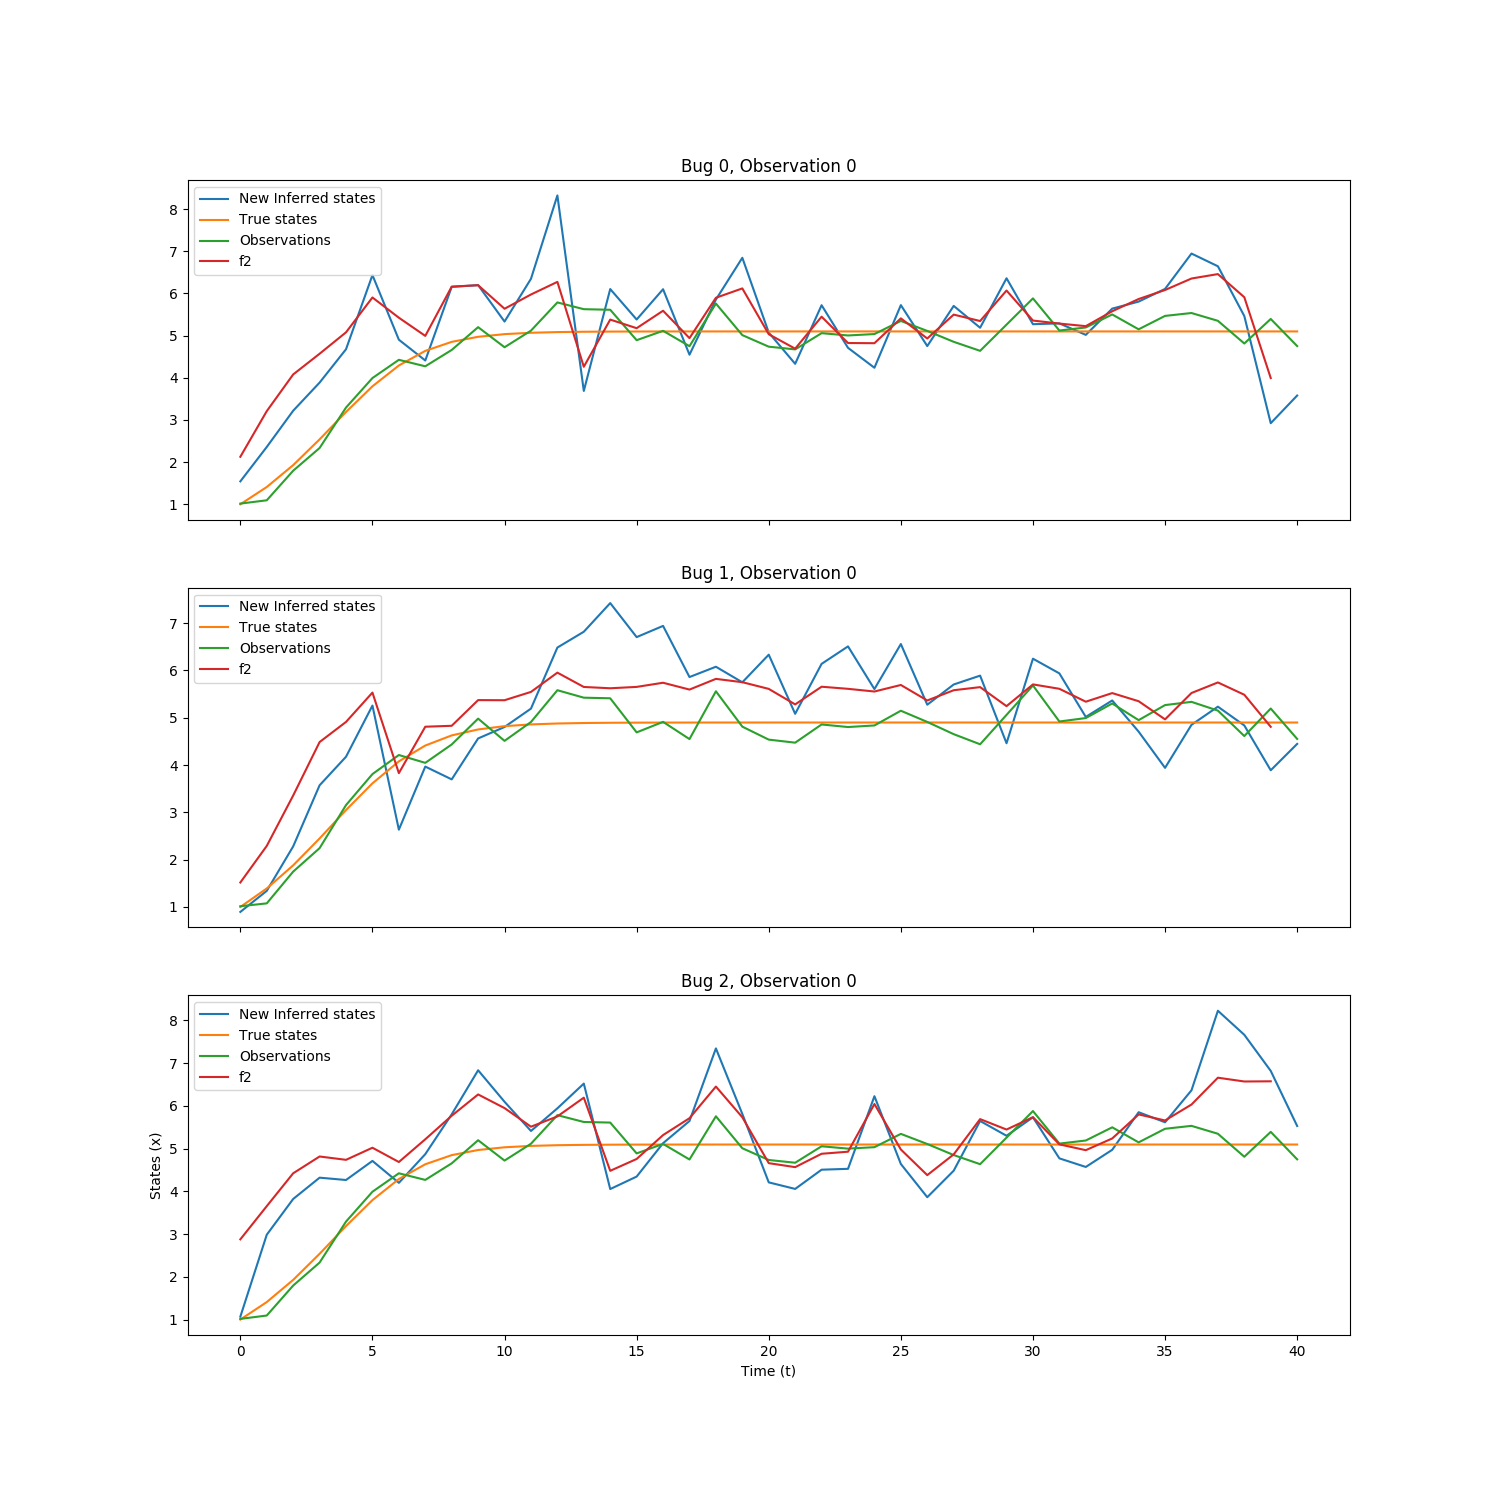 Bug 0, Observation 0
New Inferred states
True states
Observations
f2
8
7
6
5
4
3
2
1
Bug 1, Observation 0
New Inferred states
True states
Observations
f2
7
6
5
4
3
2
1
Bug 2, Observation 0
New Inferred states
True states
Observations
f2
8
7
6
5
4
3
2
1
States (x)
0 5 10 15 20 25 30 35 40
Time (t)